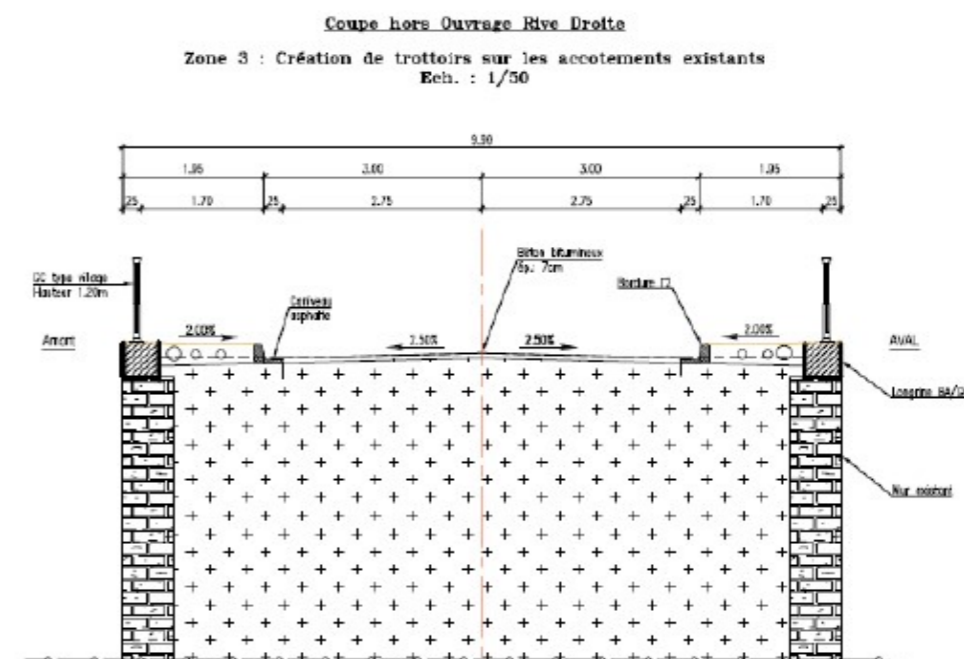 Coupe hors Ouvrage Rive Droite
Zone 3 : Création de trottoirs sur les accotements existants
Ech. : 1/50
9.90
1.95 3.00 3.00 1.95
25 1.70 25 2.75 2.75 25 1.70 25
GC type village
Hauteur 1.20m
Caniveau
asphalte
Béton bitumineux
ép.: 7cm
Bordure T2
Amont
2.00%
2.50%
2.50%
2.00%
AVAL
Longrine BA/
Mur existant